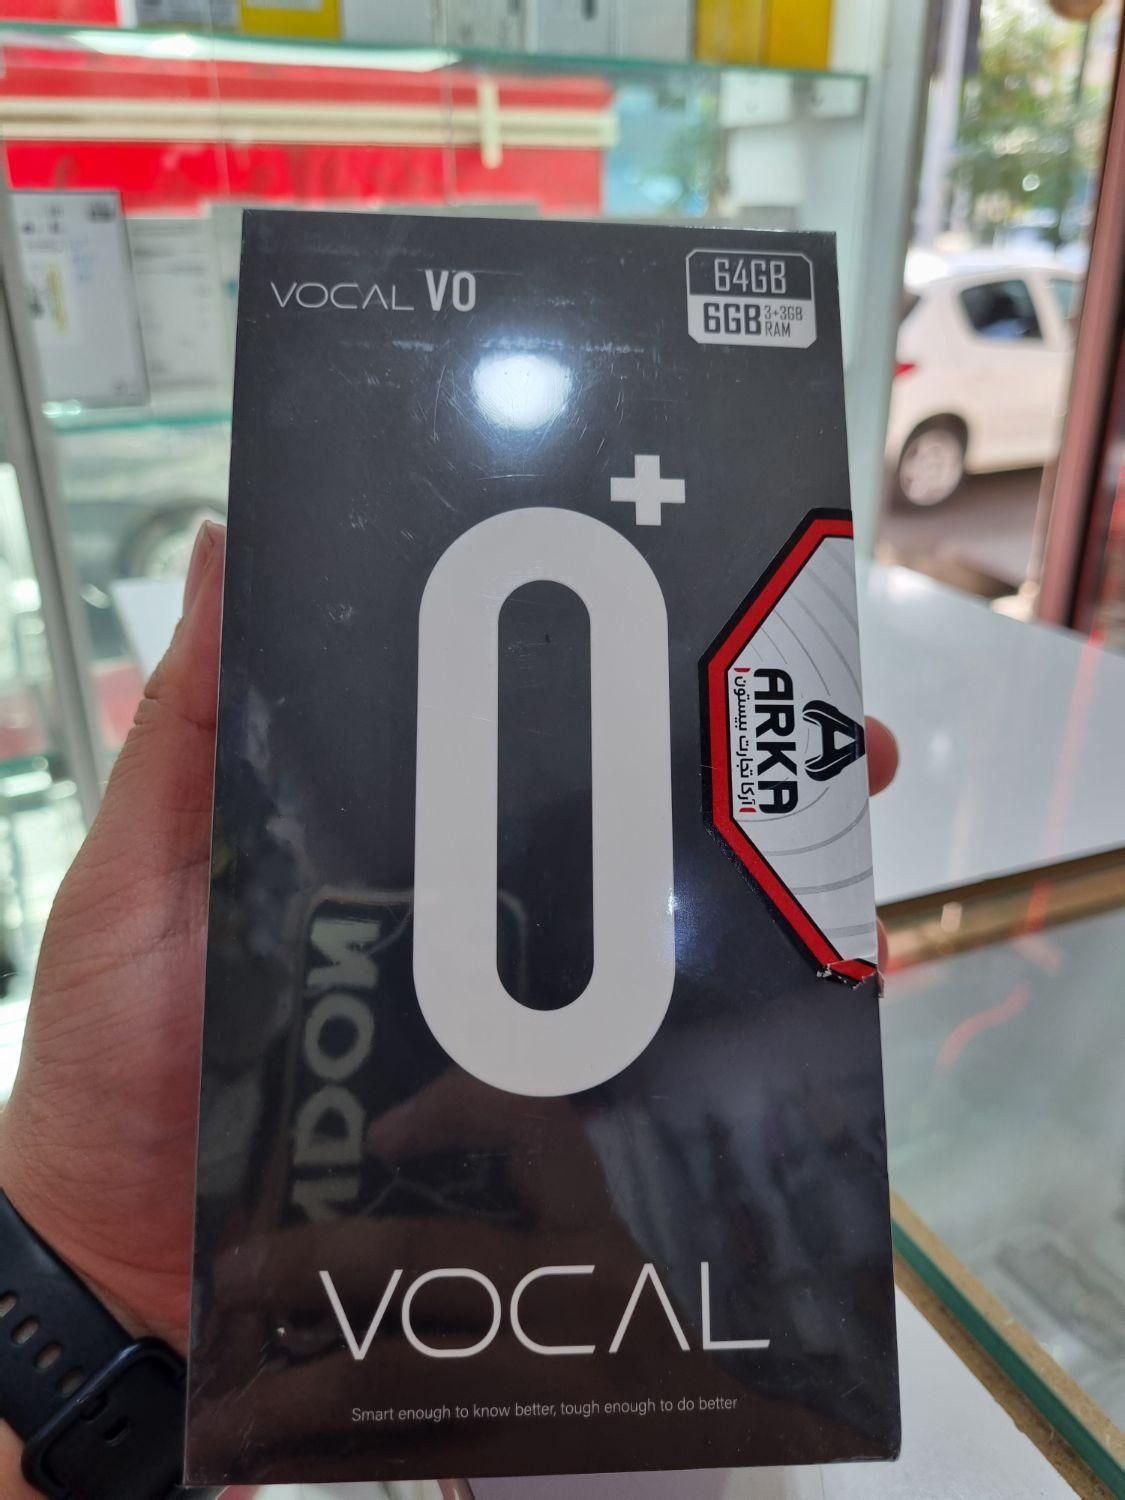 VOCAL V0
64GB
6GB 3+3GB RAM
0+
ARKA
آرکا تجارت بیستون
VOCAL
Smart enough to know better, tough enough to do better